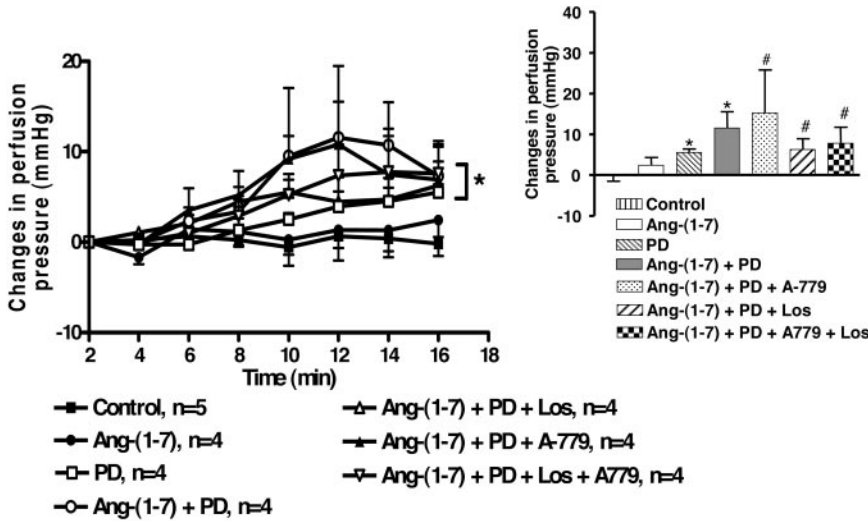 Changes in perfusion
pressure (mmHg)
20
10
0
-10
2 4 6 8 10 12 14 16 18
Time (min)
*
Control, n=5
Ang-(1-7), n=4
PD, n=4
Ang-(1-7) + PD, n=4
Ang-(1-7) + PD + Los, n=4
Ang-(1-7) + PD + A-779, n=4
Ang-(1-7) + PD + Los + A779, n=4
Changes in perfusion
pressure (mmHg)
40
30
20
10
0
-10
* * # # #
Control
Ang-(1-7)
PD
Ang-(1-7) + PD
Ang-(1-7) + PD + A-779
Ang-(1-7) + PD + Los
Ang-(1-7) + PD + A779 + Los